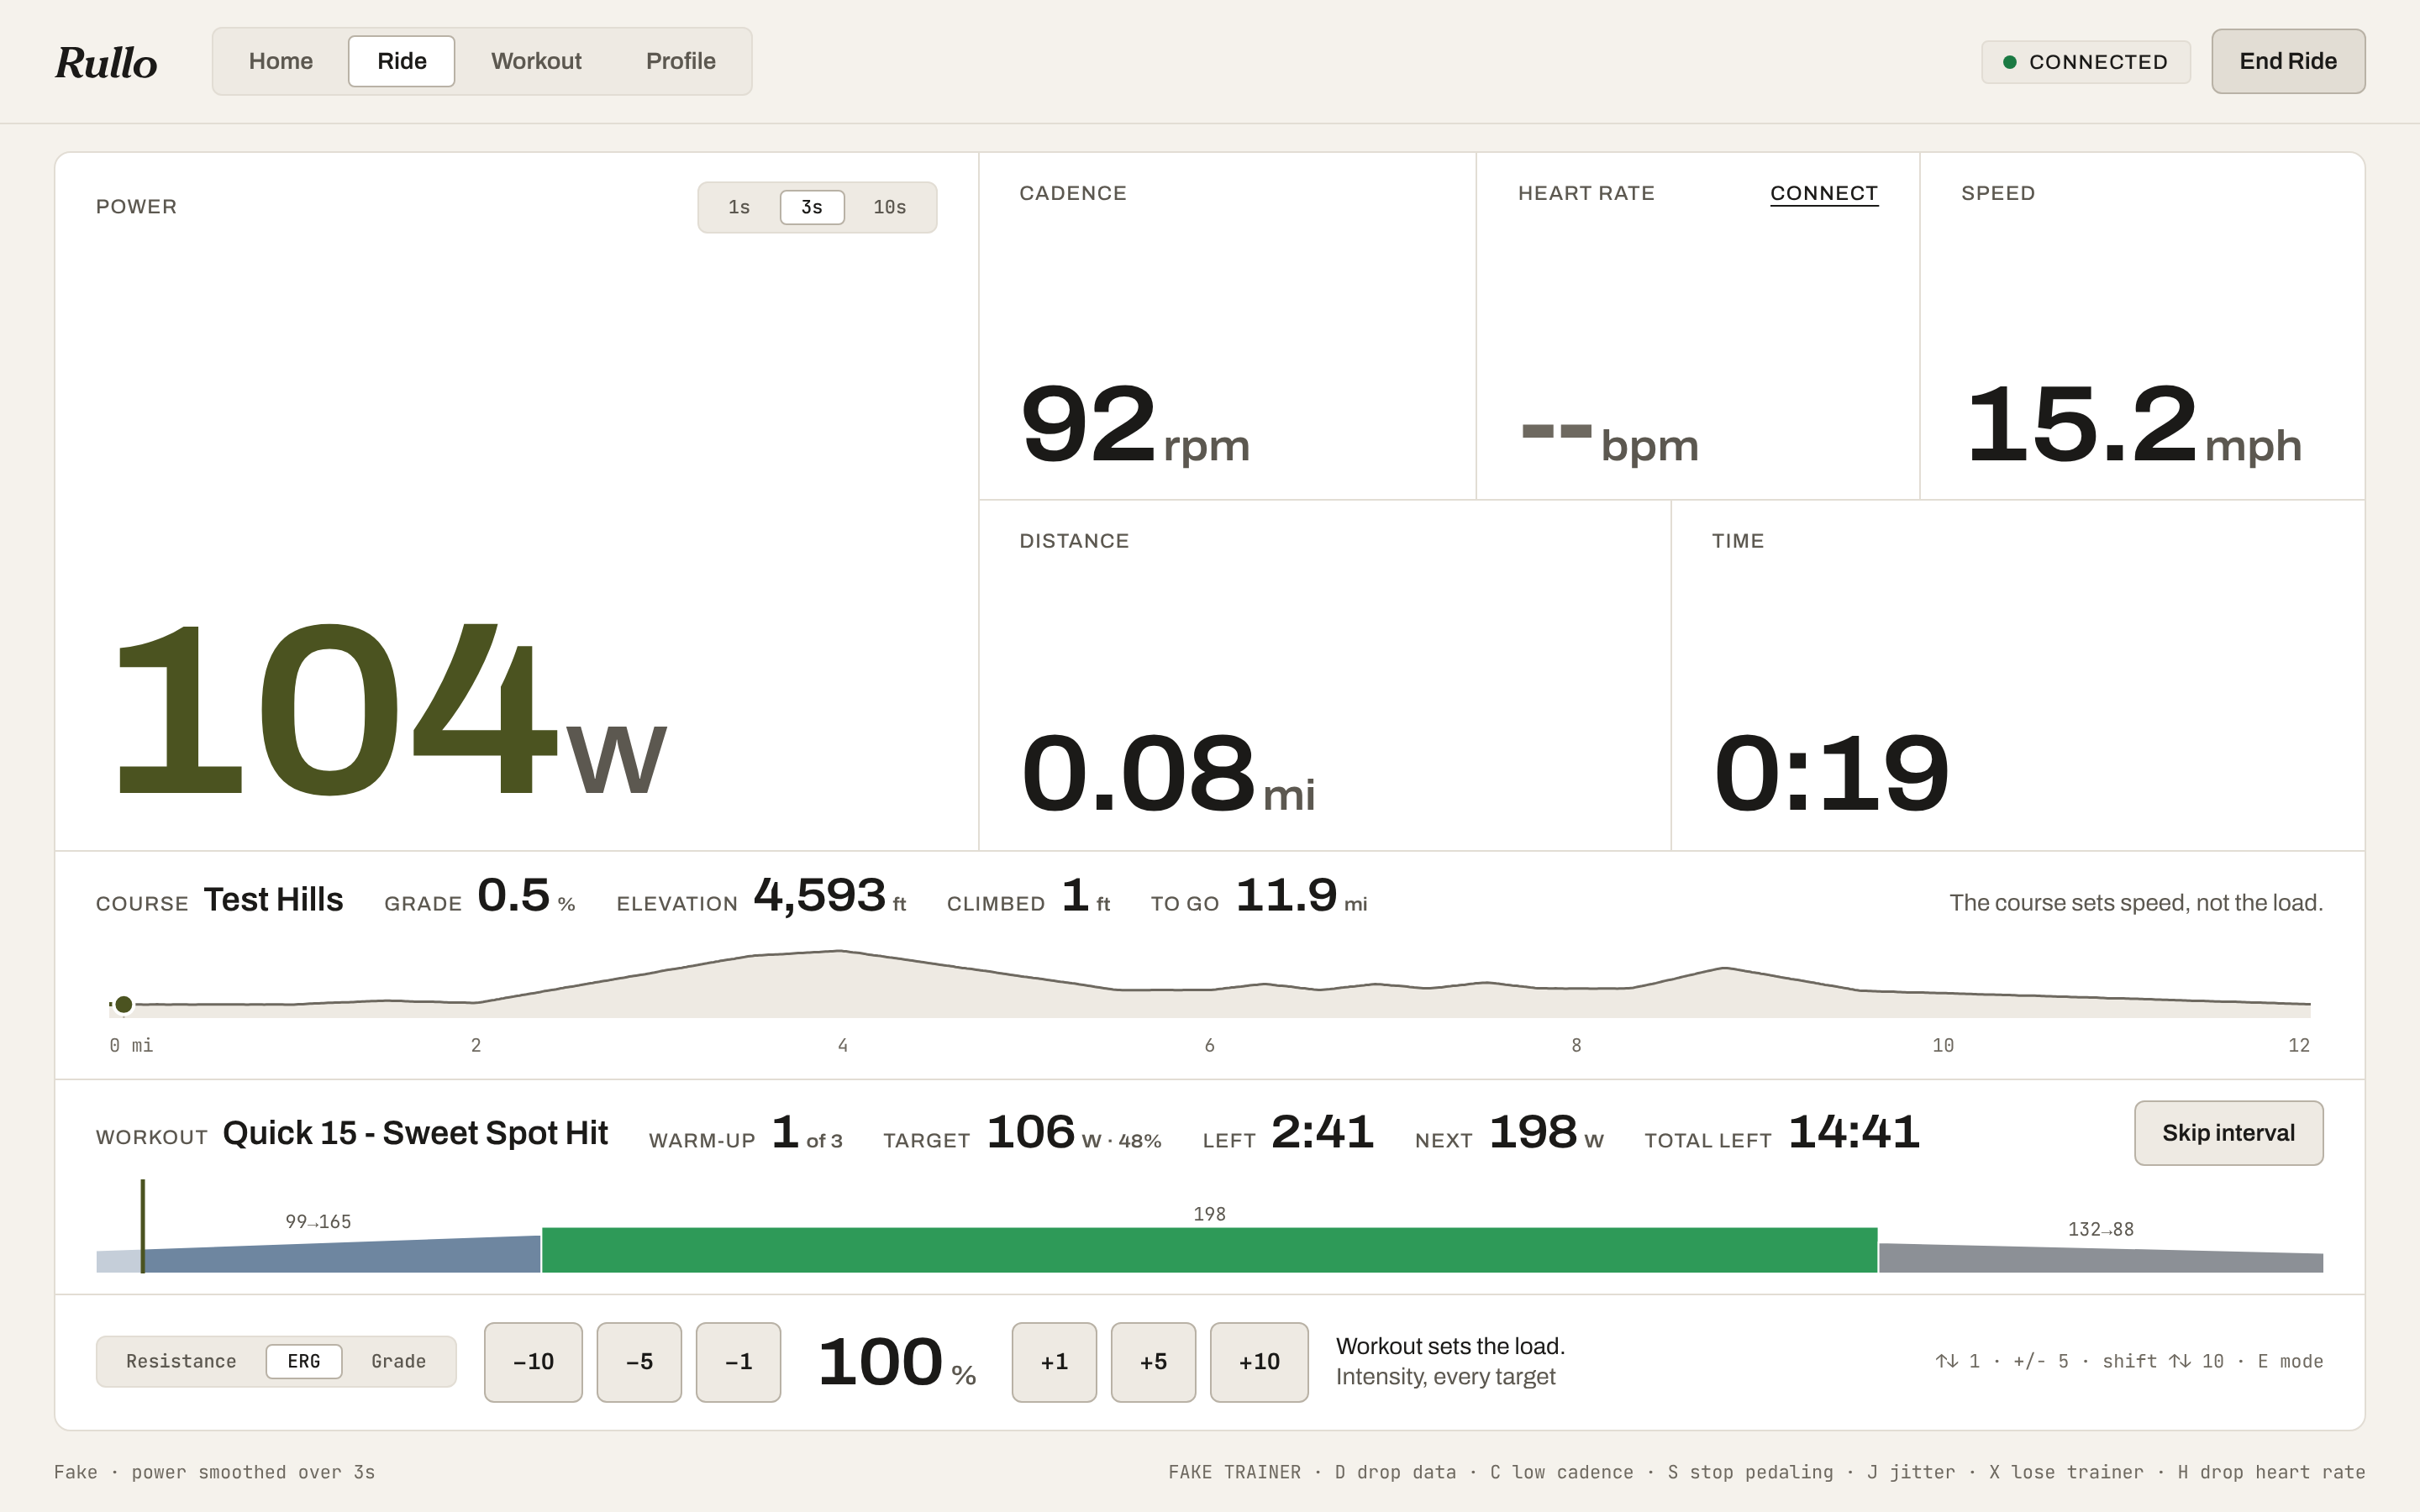 Rullo
Home
Ride
Workout
Profile
CONNECTED
End Ride
POWER
1s
3s
10s
104 W
CADENCE
92 rpm
HEART RATE
CONNECT
-- bpm
SPEED
15.2 mph
DISTANCE
0.08 mi
TIME
0:19
COURSE Test Hills GRADE 0.5 % ELEVATION 4,593 ft CLIMBED 1 ft TO GO 11.9 mi
The course sets speed, not the load.
0 mi 2 4 6 8 10 12
WORKOUT Quick 15 - Sweet Spot Hit WARM-UP 1 of 3 TARGET 106 W · 48% LEFT 2:41 NEXT 198 W TOTAL LEFT 14:41
Skip interval
99→165
198
132→88
Resistance ERG Grade
−10 −5 −1 100 % +1 +5 +10
Workout sets the load.
Intensity, every target
↑↓ 1 · +/- 5 · shift ↑↓ 10 · E mode
Fake · power smoothed over 3s
FAKE TRAINER · D drop data · C low cadence · S stop pedaling · J jitter · X lose trainer · H drop heart rate